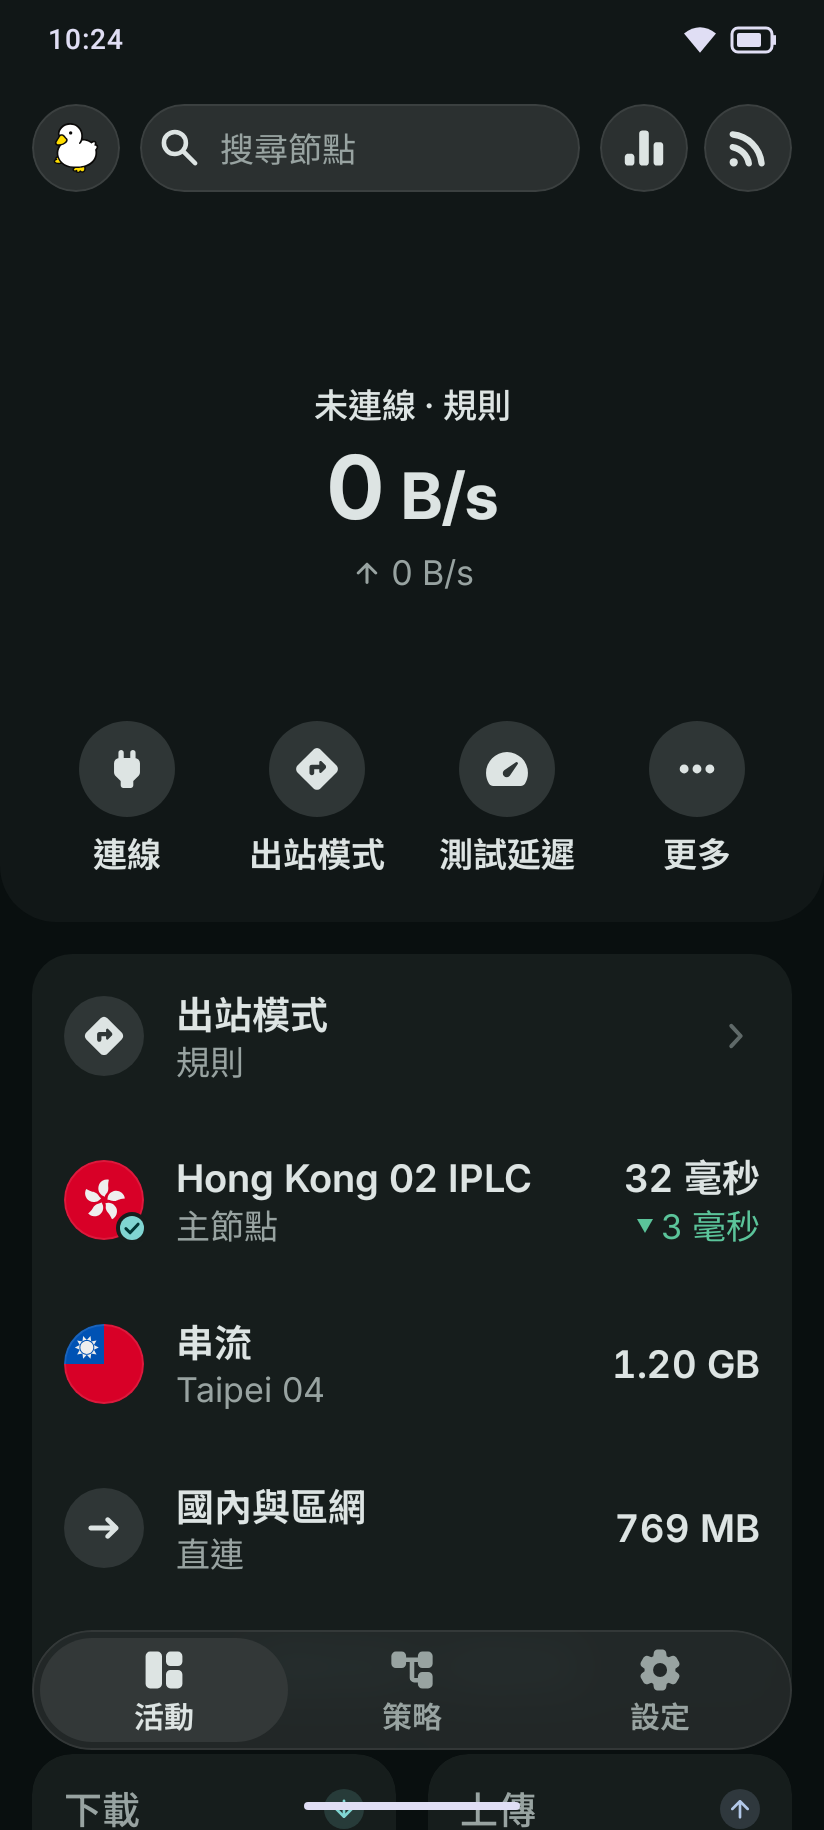 10:24
搜尋節點
未連線 · 規則
0 B/s
↑ 0 B/s
連線
出站模式
測試延遲
更多
出站模式
規則
Hong Kong 02 IPLC
32 毫秒
主節點
▼3 毫秒
串流
1.20 GB
Taipei 04
國內與區網
769 MB
直連
活動
策略
設定
下載
上傳